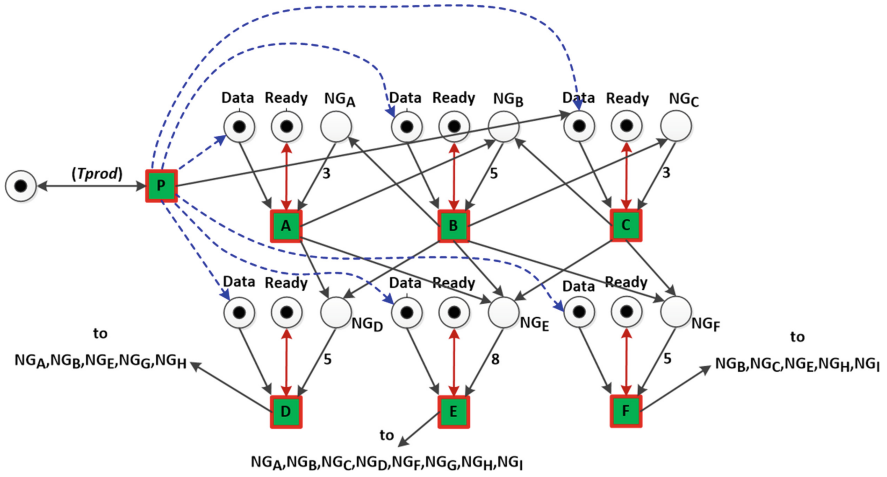 Data Ready NGA Data Ready NGB Data Ready NGC
(Tprod)
P
3 5 3
A B C
Data Ready Data Ready Data Ready
NGD NGE NGF
to
NGA,NGB,NGE,NGG,NGH
5 8 5
to
NGB,NGC,NGE,NGH,NGI
D E F
to
NGA,NGB,NGC,NGD,NGF,NGG,NGH,NGI